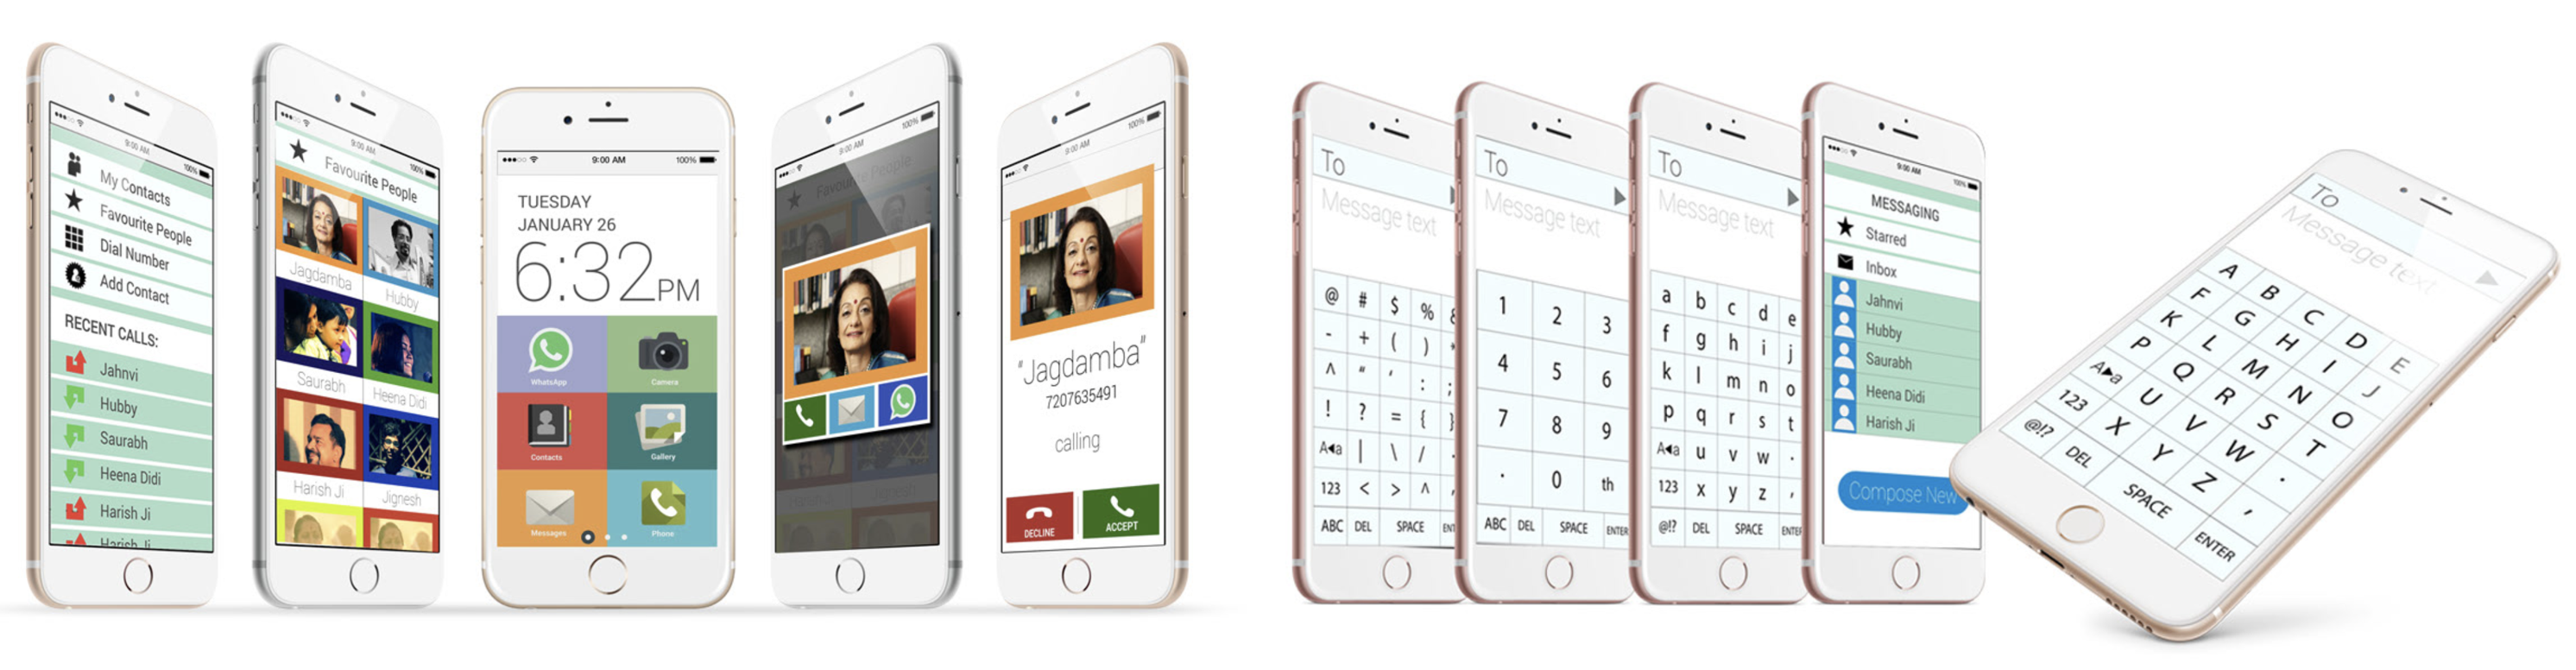 9:00 AM
100%
My Contacts
Favourite People
Dial Number
Add Contact
RECENT CALLS:
Jahnvi
Hubby
Saurabh
Heena Didi
Harish Ji
Harish Ji
9:00 AM
100%
Favourite People
Jagdamba Hubby
Saurabh Heena Didi
Harish Ji Jignesh
9:00 AM 100%
TUESDAY
JANUARY 26
6:32PM
WhatsApp Camera
Contacts Gallery
Messages Phone
9:00 AM 100%
Favourite People
Harish Ji Jignesh
9:00 AM 100%
"Jagdamba"
7207635491
calling
DECLINE ACCEPT
To
Message text
@ # $ %
- + ( )
^ " ' : ;
! ? = { }
A◂a | \ /
123 < > ^ ,
ABC DEL SPACE
To
Message text
1 2 3
4 5 6
7 8 9
. 0 th
ABC DEL SPACE ENTER
To
Message text
a b c d e
f g h i j
k l m n o
p q r s t
A◂a u v w .
123 x y z ,
@!? DEL SPACE ENTER
9:00 AM
100%
MESSAGING
Starred
Inbox
Jahnvi
Hubby
Saurabh
Heena Didi
Harish Ji
Compose New
To
Message text
A B C D E
F G H I J
K L M N O
P Q R S T
A▸a U V W .
123 X Y Z ,
@!? DEL SPACE ENTER